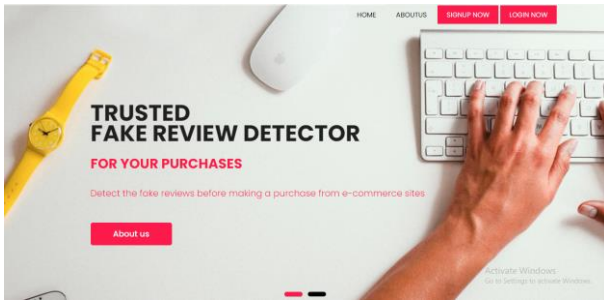 HOME ABOUTUS SIGNUP NOW LOGIN NOW
TRUSTED
FAKE REVIEW DETECTOR
FOR YOUR PURCHASES
Detect the fake reviews before making a purchase from e-commerce sites
About us
Activate Windows
Go to Settings to activate Windows.